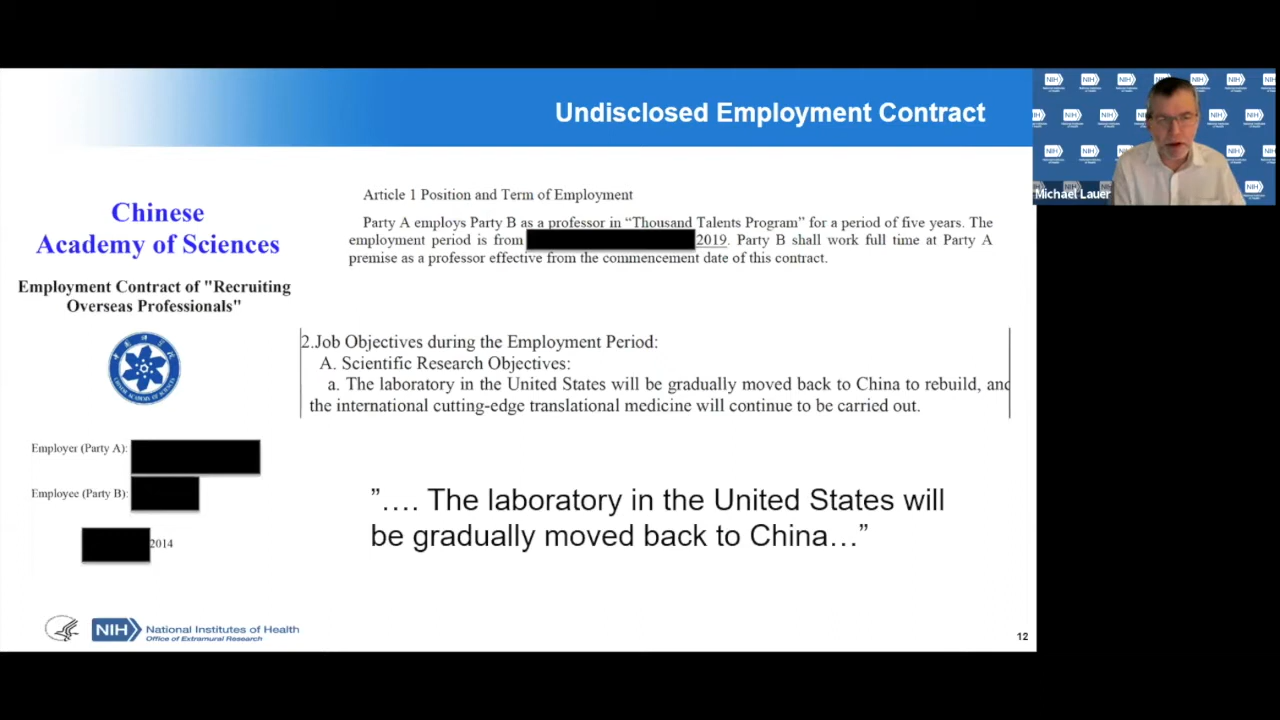 Undisclosed Employment Contract
Chinese
Academy of Sciences
Employment Contract of "Recruiting
Overseas Professionals"
Employer (Party A):
Employee (Party B):
2014
Article 1 Position and Term of Employment
Party A employs Party B as a professor in “Thousand Talents Program” for a period of five years. The
employment period is from 2019. Party B shall work full time at Party A
premise as a professor effective from the commencement date of this contract.
2.Job Objectives during the Employment Period:
A. Scientific Research Objectives:
a. The laboratory in the United States will be gradually moved back to China to rebuild, and
the international cutting-edge translational medicine will continue to be carried out.
”…. The laboratory in the United States will
be gradually moved back to China…”
NIH National Institutes of Health
Office of Extramural Research
12
Michael Lauer